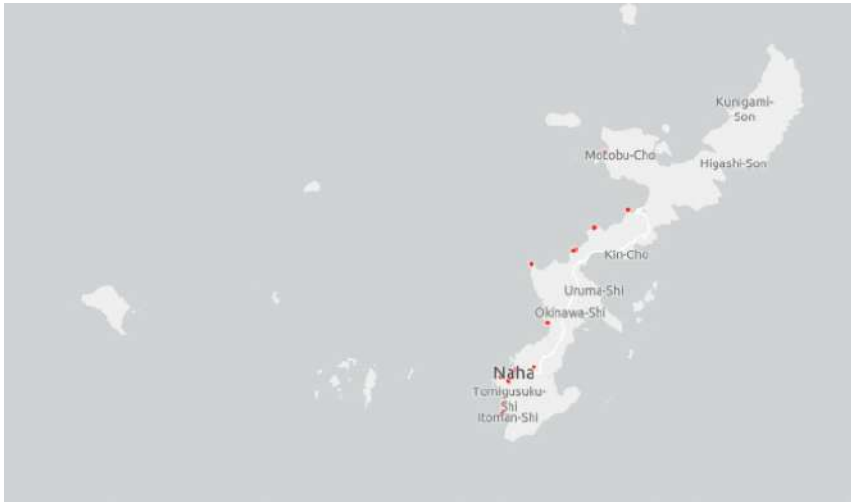 Kunigami-
Son
Motobu-Cho
Higashi-Son
Kin-Cho
Uruma-Shi
Okinawa-Shi
Naha
Tomigusuku-
Shi
Itoman-Shi